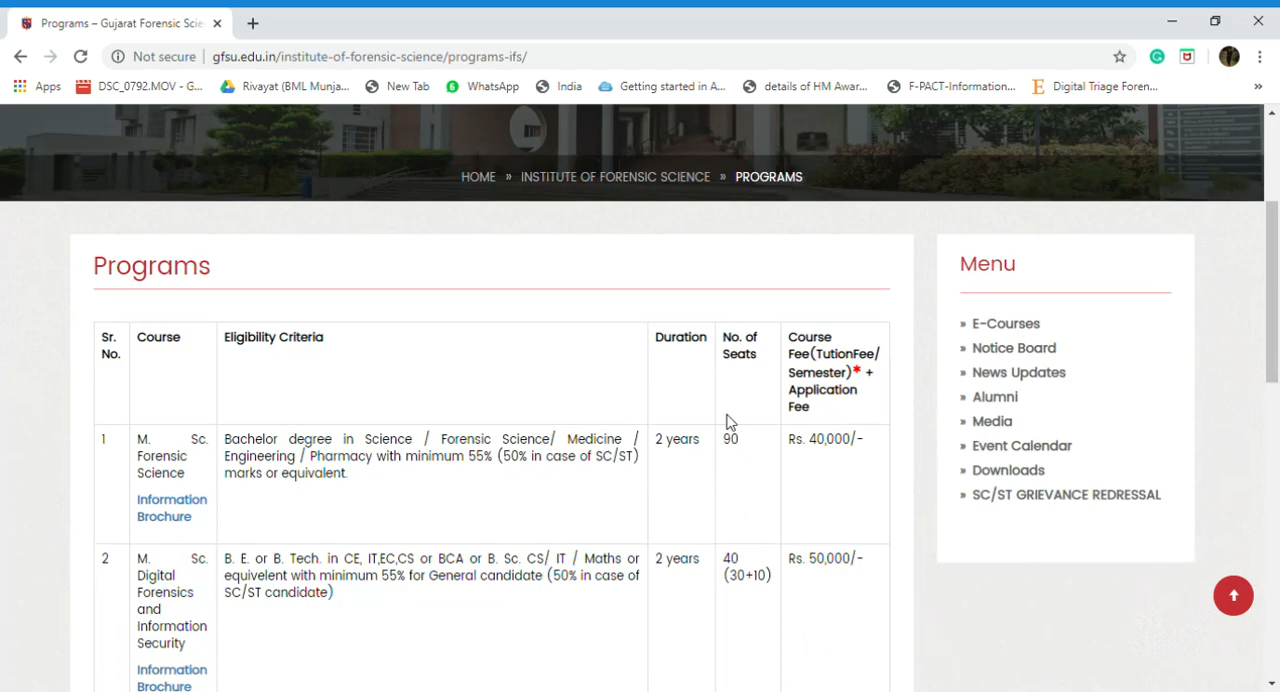 Programs – Gujarat Forensic Scie
Not secure
gfsu.edu.in/institute-of-forensic-science/programs-ifs/
Apps
DSC_0792.MOV - G...
Rivayat (BML Munja...
New Tab
WhatsApp
India
Getting started in A...
details of HM Awar...
F-PACT-Information...
Digital Triage Foren...
»
HOME » INSTITUTE OF FORENSIC SCIENCE » PROGRAMS
Programs
Sr. No.
Course
Eligibility Criteria
Duration
No. of Seats
Course
Fee(TutionFee/
Semester)* +
Application
Fee
1
M. Sc.
Forensic
Science
Information
Brochure
Bachelor degree in Science / Forensic Science/ Medicine /
Engineering / Pharmacy with minimum 55% (50% in case of SC/ST)
marks or equivalent.
2 years
90
Rs. 40,000/-
2
M. Sc.
Digital
Forensics
and
Information
Security
Information
Brochure
B. E. or B. Tech. in CE, IT,EC,CS or BCA or B. Sc. CS/ IT / Maths or
equivelent with minimum 55% for General candidate (50% in case of
SC/ST candidate)
2 years
40
(30+10)
Rs. 50,000/-
Menu
» E-Courses
» Notice Board
» News Updates
» Alumni
» Media
» Event Calendar
» Downloads
» SC/ST GRIEVANCE REDRESSAL